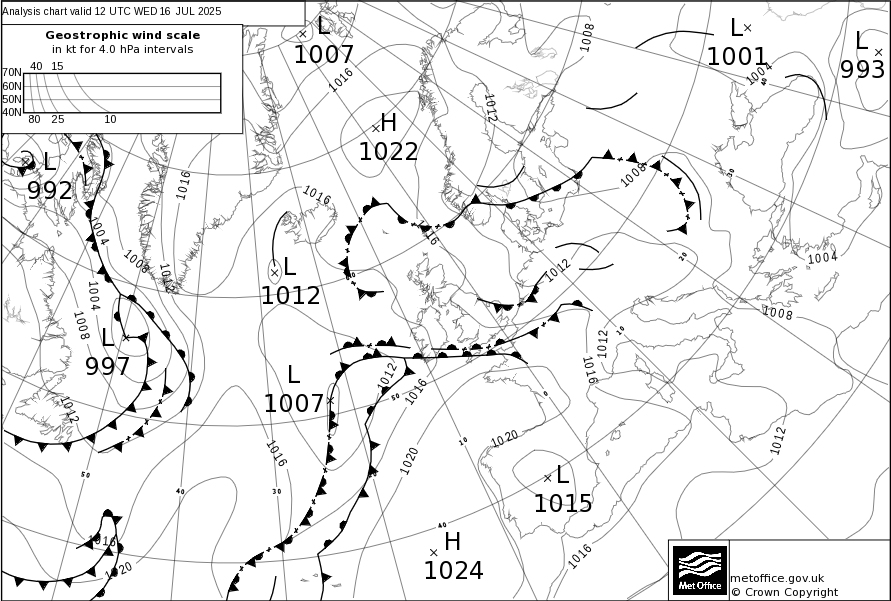 Analysis chart valid 12 UTC WED 16 JUL 2025
Geostrophic wind scale
in kt for 4.0 hPa intervals
40 15
70N
60N
50N
40N
80 25 10
L
1007
1008
L
1001
L
993
1004
40
1016
1012
H
1022
L
992
1016
1016
1008
30
1004
1008
1012
1016
L
1012
1012
20
1004
1004
1008
L
997
1008
1012
10
L
1007
1012
1016
50
1016
0
1012
1016
1020
10
1012
1020
50
40
30
L
1015
40
1016
1020
H
1024
1016
Met Office
metoffice.gov.uk
© Crown Copyright